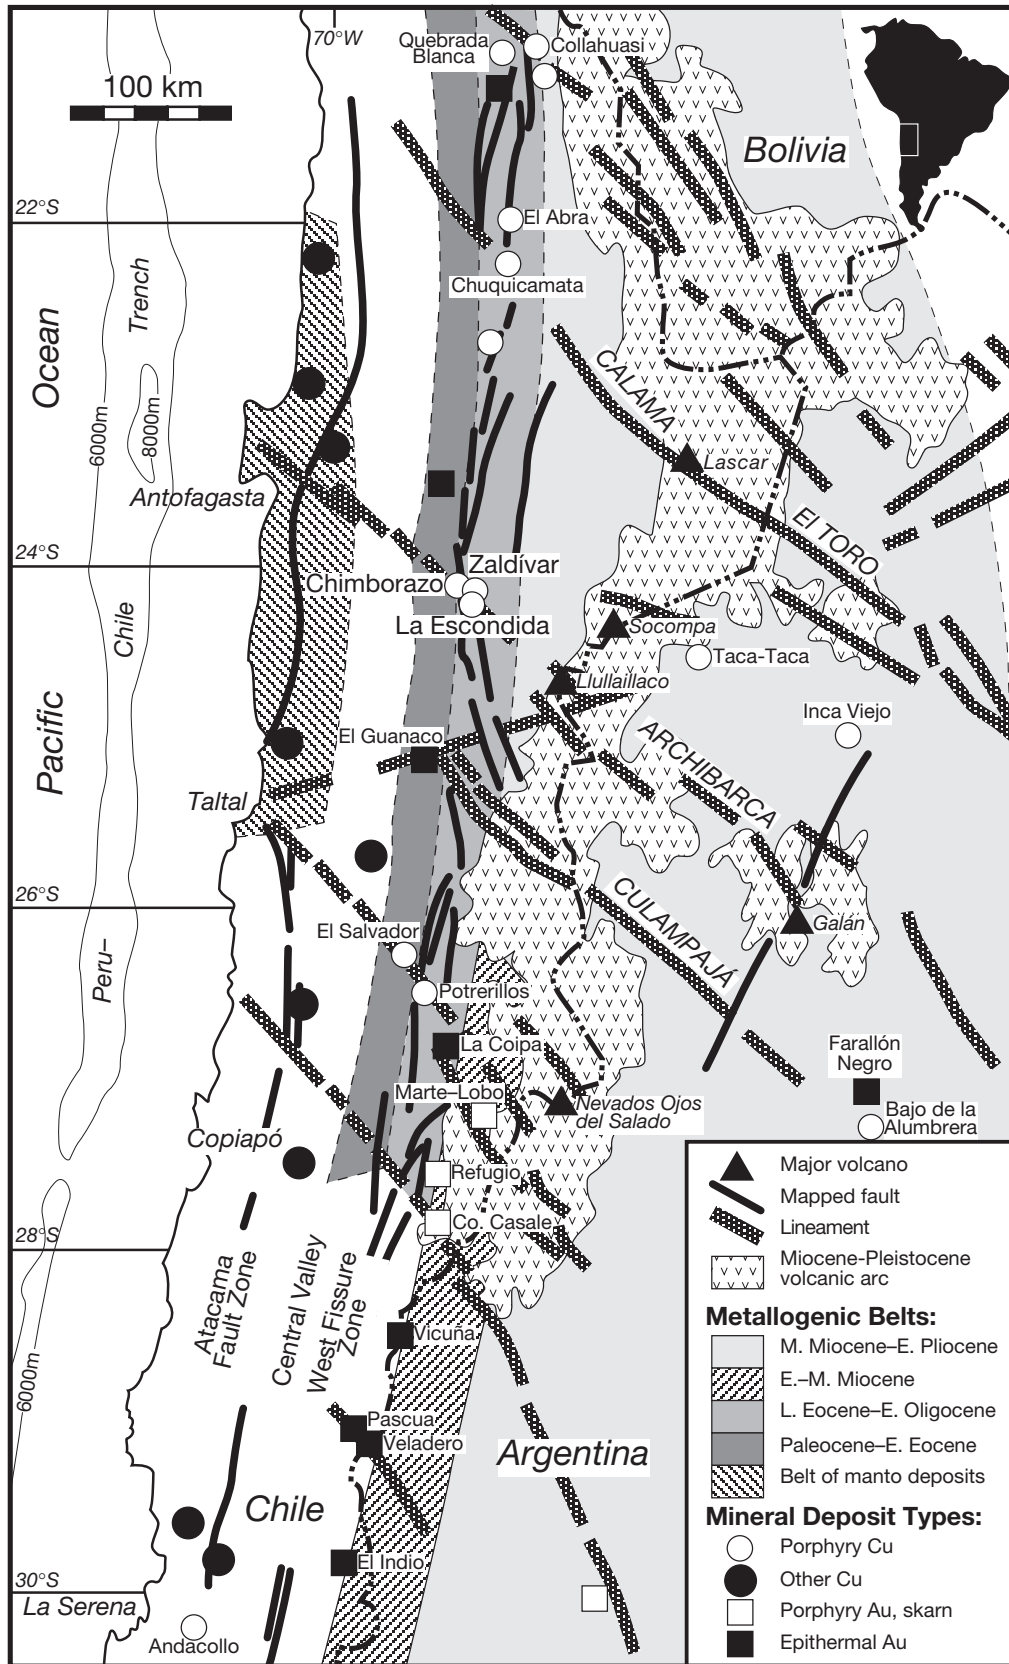 70°W
Quebrada
Blanca
Collahuasi
100 km
Bolivia
22°S
El Abra
Chuquicamata
Trench
Ocean
6000m
8000m
CALAMA
Lascar
Antofagasta
El TORO
24°S
Chimborazo
Zaldívar
La Escondida
Socompa
Taca-Taca
Chile
Llullaillaco
Inca Viejo
Pacific
El Guanaco
ARCHIBARCA
Taltal
26°S
CULAMPAJÁ
Galán
El Salvador
Peru–
Potrerillos
La Coipa
Farallón
Negro
Marte–Lobo
Nevados Ojos
del Salado
Bajo de la
Alumbrera
Copiapó
Refugio
Co. Casale
28°S
Atacama
Fault Zone
Central Valley
West Fissure
Zone
Vicuña
6000m
Pascua
Veladero
Argentina
Chile
El Indio
30°S
La Serena
Andacollo
Major volcano
Mapped fault
Lineament
Miocene-Pleistocene
volcanic arc
Metallogenic Belts:
M. Miocene–E. Pliocene
E.–M. Miocene
L. Eocene–E. Oligocene
Paleocene–E. Eocene
Belt of manto deposits
Mineral Deposit Types:
Porphyry Cu
Other Cu
Porphyry Au, skarn
Epithermal Au